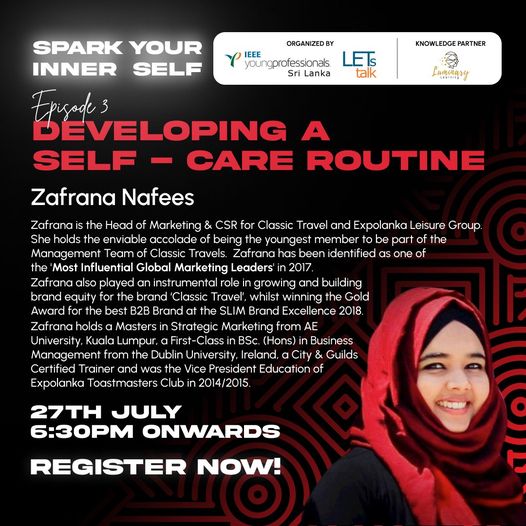 SPARK YOUR
INNER SELF
ORGANIZED BY
IEEE
youngprofessionals
Sri Lanka
LETs
talk
KNOWLEDGE PARTNER
Luminary
LEARNING
Episode 3
DEVELOPING A
SELF - CARE ROUTINE
Zafrana Nafees
Zafrana is the Head of Marketing & CSR for Classic Travel and Expolanka Leisure Group.
She holds the enviable accolade of being the youngest member to be part of the
Management Team of Classic Travels. Zafrana has been identified as one of
the 'Most Influential Global Marketing Leaders' in 2017.
Zafrana also played an instrumental role in growing and building
brand equity for the brand ‘Classic Travel’, whilst winning the Gold
Award for the best B2B Brand at the SLIM Brand Excellence 2018.
Zafrana holds a Masters in Strategic Marketing from AE
University, Kuala Lumpur, a First-Class in BSc. (Hons) in Business
Management from the Dublin University, Ireland, a City & Guilds
Certified Trainer and was the Vice President Education of
Expolanka Toastmasters Club in 2014/2015.
27TH JULY
6:30PM ONWARDS
REGISTER NOW!